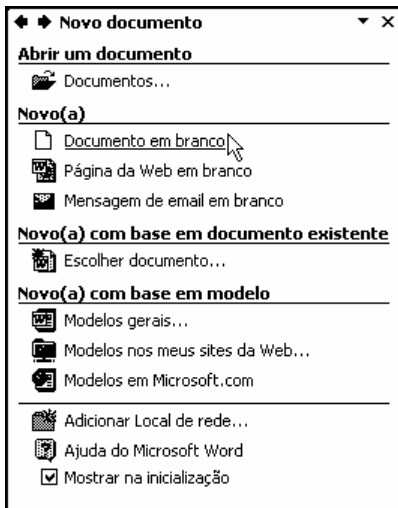 Novo documento
Abrir um documento
Documentos...
Novo(a)
Documento em branco
Página da Web em branco
Mensagem de email em branco
Novo(a) com base em documento existente
Escolher documento...
Novo(a) com base em modelo
Modelos gerais...
Modelos nos meus sites da Web...
Modelos em Microsoft.com
Adicionar Local de rede...
Ajuda do Microsoft Word
Mostrar na inicialização